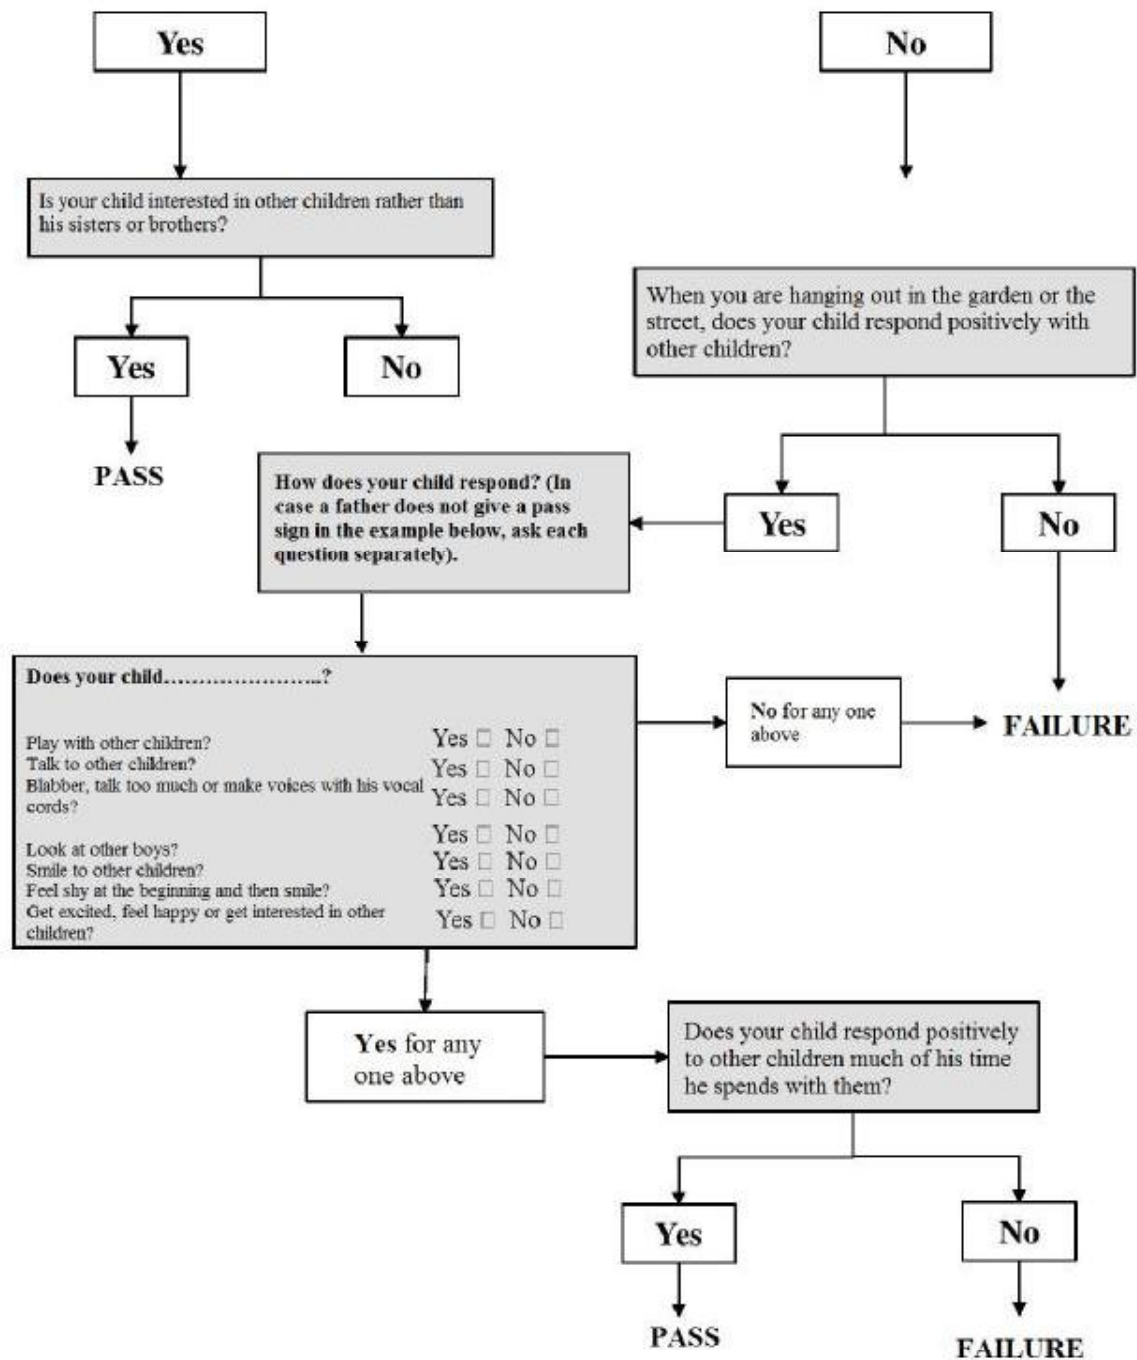 Yes
No
Is your child interested in other children rather than
his sisters or brothers?
When you are hanging out in the garden or the
street, does your child respond positively with
other children?
Yes
No
PASS
How does your child respond? (In
case a father does not give a pass
sign in the example below, ask each
question separately).
Yes
No
Does your child…………………..?
Play with other children?
Yes □ No □
Talk to other children?
Yes □ No □
Blabber, talk too much or make voices with his vocal
cords?
Yes □ No □
Look at other boys?
Yes □ No □
Smile to other children?
Yes □ No □
Feel shy at the beginning and then smile?
Yes □ No □
Get excited, feel happy or get interested in other
children?
Yes □ No □
No for any one
above
FAILURE
Yes for any
one above
Does your child respond positively
to other children much of his time
he spends with them?
Yes
No
PASS
FAILURE